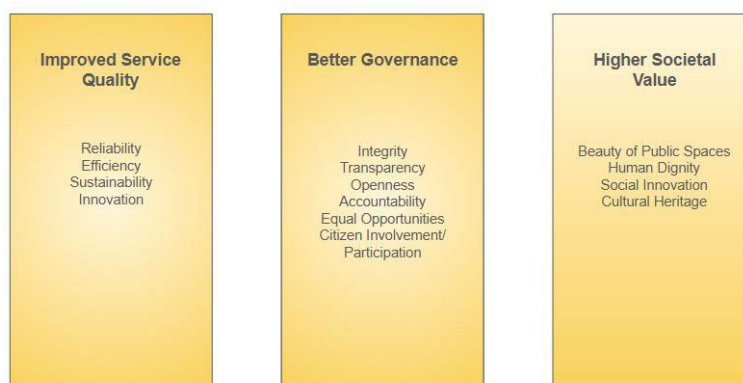 Improved Service
Quality
Reliability
Efficiency
Sustainability
Innovation
Better Governance
Integrity
Transparency
Openness
Accountability
Equal Opportunities
Citizen Involvement/
Participation
Higher Societal
Value
Beauty of Public Spaces
Human Dignity
Social Innovation
Cultural Heritage